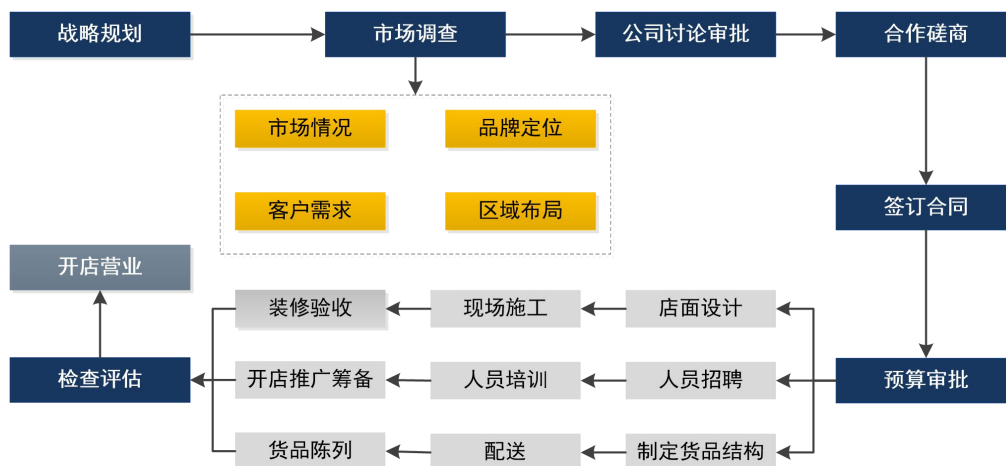 战略规划
市场调查
公司讨论审批
合作磋商
市场情况
品牌定位
客户需求
区域布局
签订合同
开店营业
装修验收
现场施工
店面设计
检查评估
开店推广筹备
人员培训
人员招聘
预算审批
货品陈列
配送
制定货品结构